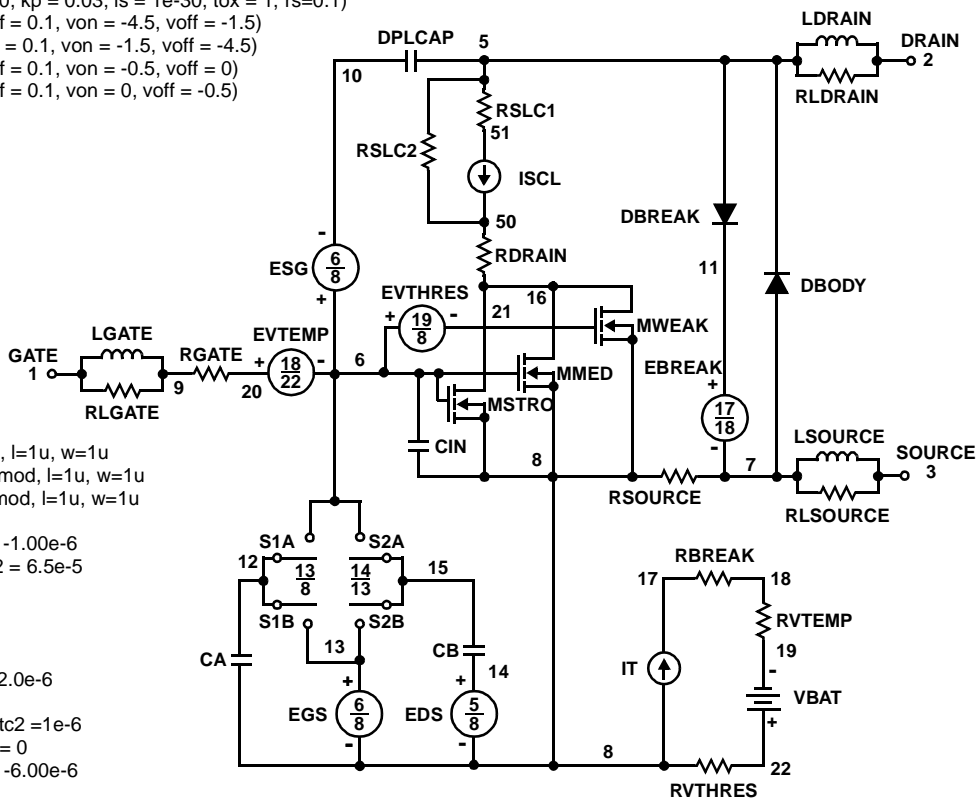 0, kp = 0.03, is = 1e-30, tox = 1, rs=0.1)
f = 0.1, von = -4.5, voff = -1.5)
= 0.1, von = -1.5, voff = -4.5)
f = 0.1, von = -0.5, voff = 0)
f = 0.1, von = 0, voff = -0.5)
, l=1u, w=1u
mod, l=1u, w=1u
mod, l=1u, w=1u
-1.00e-6
2 = 6.5e-5
2.0e-6
tc2 =1e-6
= 0
-6.00e-6
LDRAIN
DPLCAP
5
DRAIN
2
10
RLDRAIN
RSLC1
51
RSLC2
ISCL
50
DBREAK
RDRAIN
ESG
6
8
-
+
11
DBODY
EVTHRES
16
21
+
19
8
-
MWEAK
LGATE
EVTEMP
GATE
1
RGATE
+
18
22
-
6
EBREAK
+
MMED
9
20
MSTRO
17
18
RLGATE
-
LSOURCE
CIN
8
7
SOURCE
3
RSOURCE
RLSOURCE
S1A
S2A
12
13
8
14
13
15
RBREAK
17
18
S1B
S2B
RVTEMP
13
CB
19
CA
14
IT
-
+
+
VBAT
EGS
6
8
EDS
5
8
+
-
-
8
22
RVTHRES